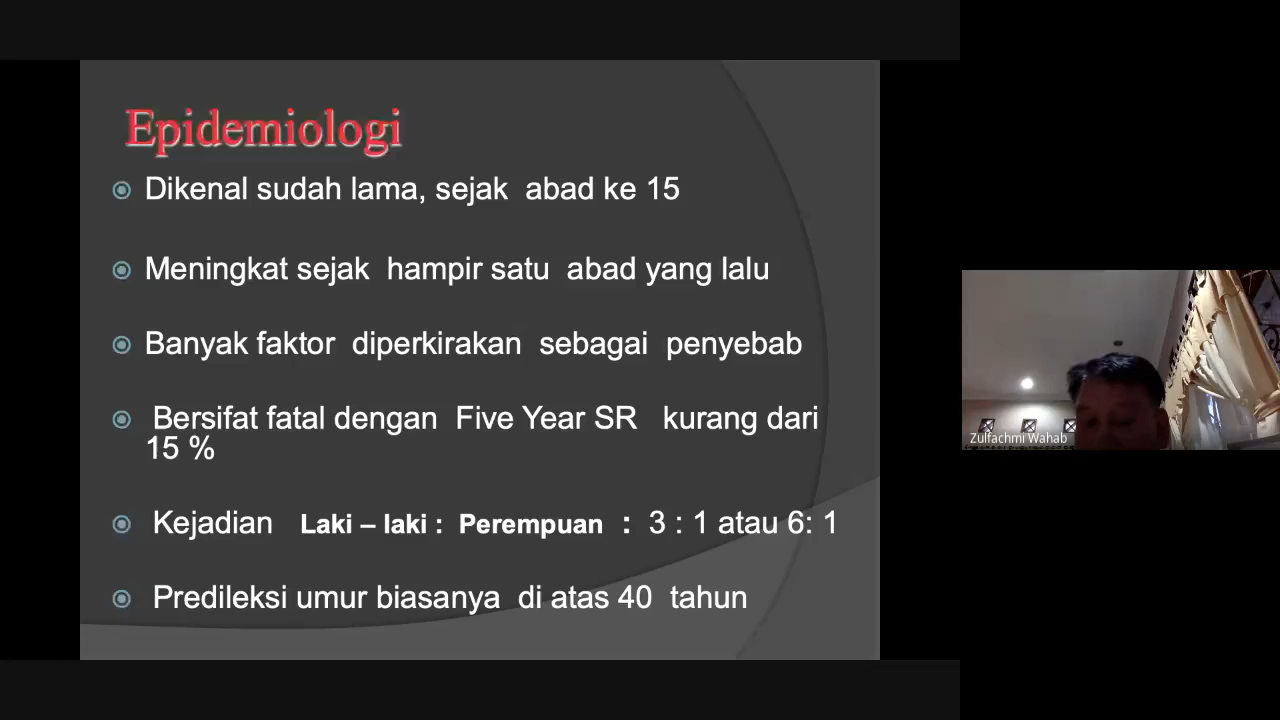 Epidemiologi
Dikenal sudah lama, sejak abad ke 15
Meningkat sejak hampir satu abad yang lalu
Banyak faktor diperkirakan sebagai penyebab
Bersifat fatal dengan Five Year SR kurang dari
15 %
Kejadian Laki – laki : Perempuan : 3 : 1 atau 6: 1
Predileksi umur biasanya di atas 40 tahun
Zulfachmi Wahab